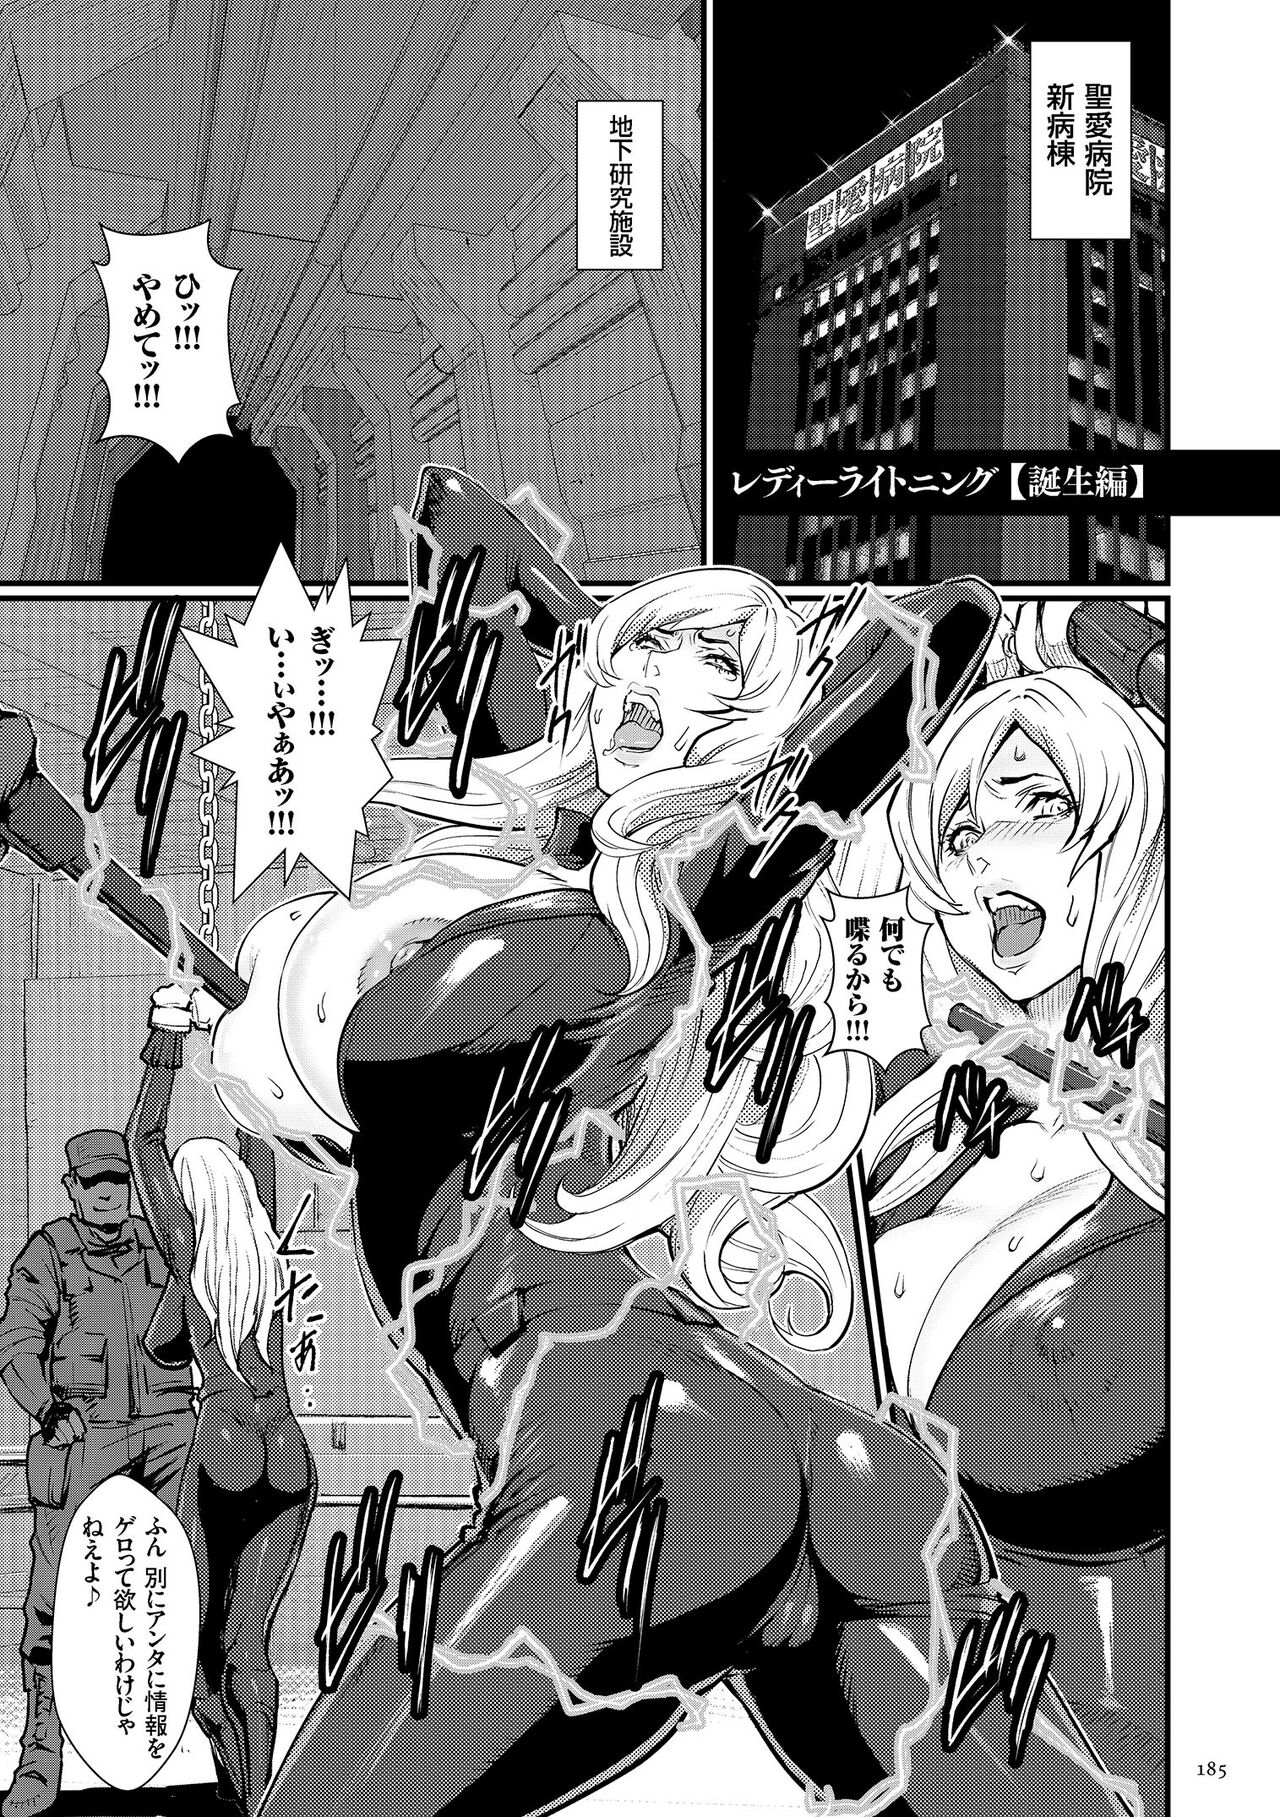 聖愛病院
新病棟
聖愛病院
レディーライトニング【誕生編】
地下研究施設
ひッ!!!
やめてッ!!!
何でも
喋るから!!!
ぎッ…!!!
い…いやぁあッ!!!
くたぁ‥
ふん 別にアンタに情報を
ゲロって欲しいわけじゃ
ねえよ♪
185